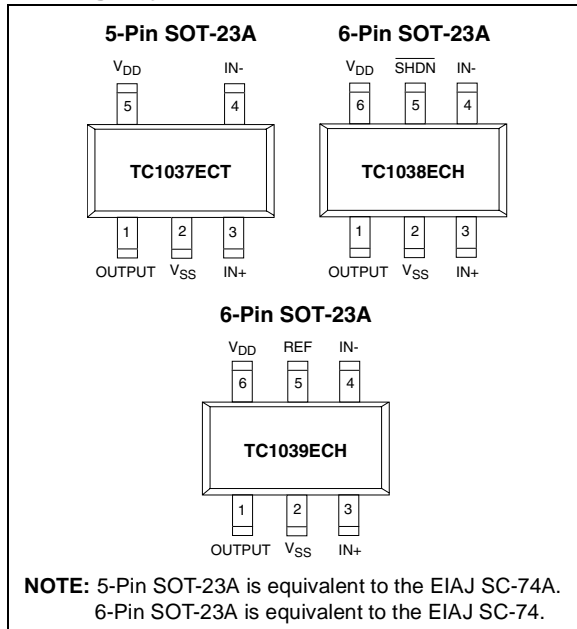 5-Pin SOT-23A 6-Pin SOT-23A
VDD IN- VDD SHDN IN-
5 4 6 5 4
TC1037ECT TC1038ECH
1 2 3 1 2 3
OUTPUT VSS IN+ OUTPUT VSS IN+
6-Pin SOT-23A
VDD REF IN-
6 5 4
TC1039ECH
1 2 3
OUTPUT VSS IN+
NOTE: 5-Pin SOT-23A is equivalent to the EIAJ SC-74A.
6-Pin SOT-23A is equivalent to the EIAJ SC-74.